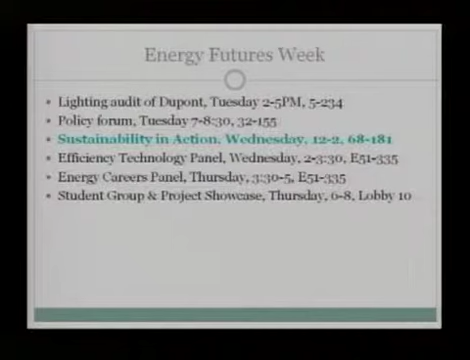 Energy Futures Week
Lighting audit of Dupont, Tuesday 2-5PM, 5-234
Policy forum, Tuesday 7-8:30, 32-155
Sustainability in Action, Wednesday, 12-2, 68-181
Efficiency Technology Panel, Wednesday, 2-3:30, E51-335
Energy Careers Panel, Thursday, 3:30-5, E51-335
Student Group & Project Showcase, Thursday, 6-8, Lobby 10